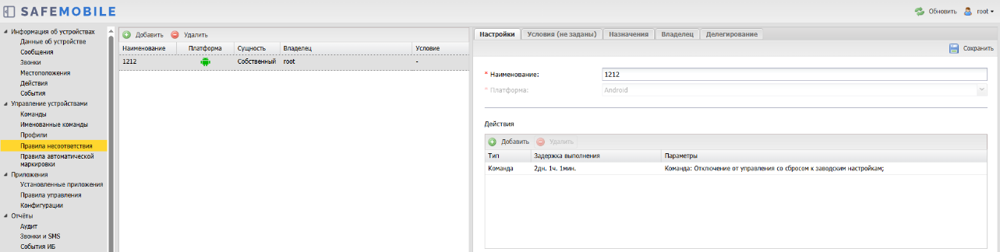 SAFEMOBILE
Обновить root
Информация об устройствах
Данные об устройстве
Сообщения
Звонки
Местоположения
Действия
События
Управление устройствами
Команды
Именованные команды
Профили
Правила несоответствия
Правила автоматической
маркировки
Приложения
Установленные приложения
Правила управления
Конфигурации
Отчёты
Аудит
Звонки и SMS
События ИБ
Добавить Удалить
Наименование Платформа Сущность Владелец Условие
1212 Собственный root -
Настройки Условия (не заданы) Назначения Владелец Делегирование
Сохранить
* Наименование: 1212
* Платформа: Android
Действия
Добавить Удалить
Тип Задержка выполнения Параметры
Команда 2дн. 1ч. 1мин. Команда: Отключение от управления со сбросом к заводским настройкам;